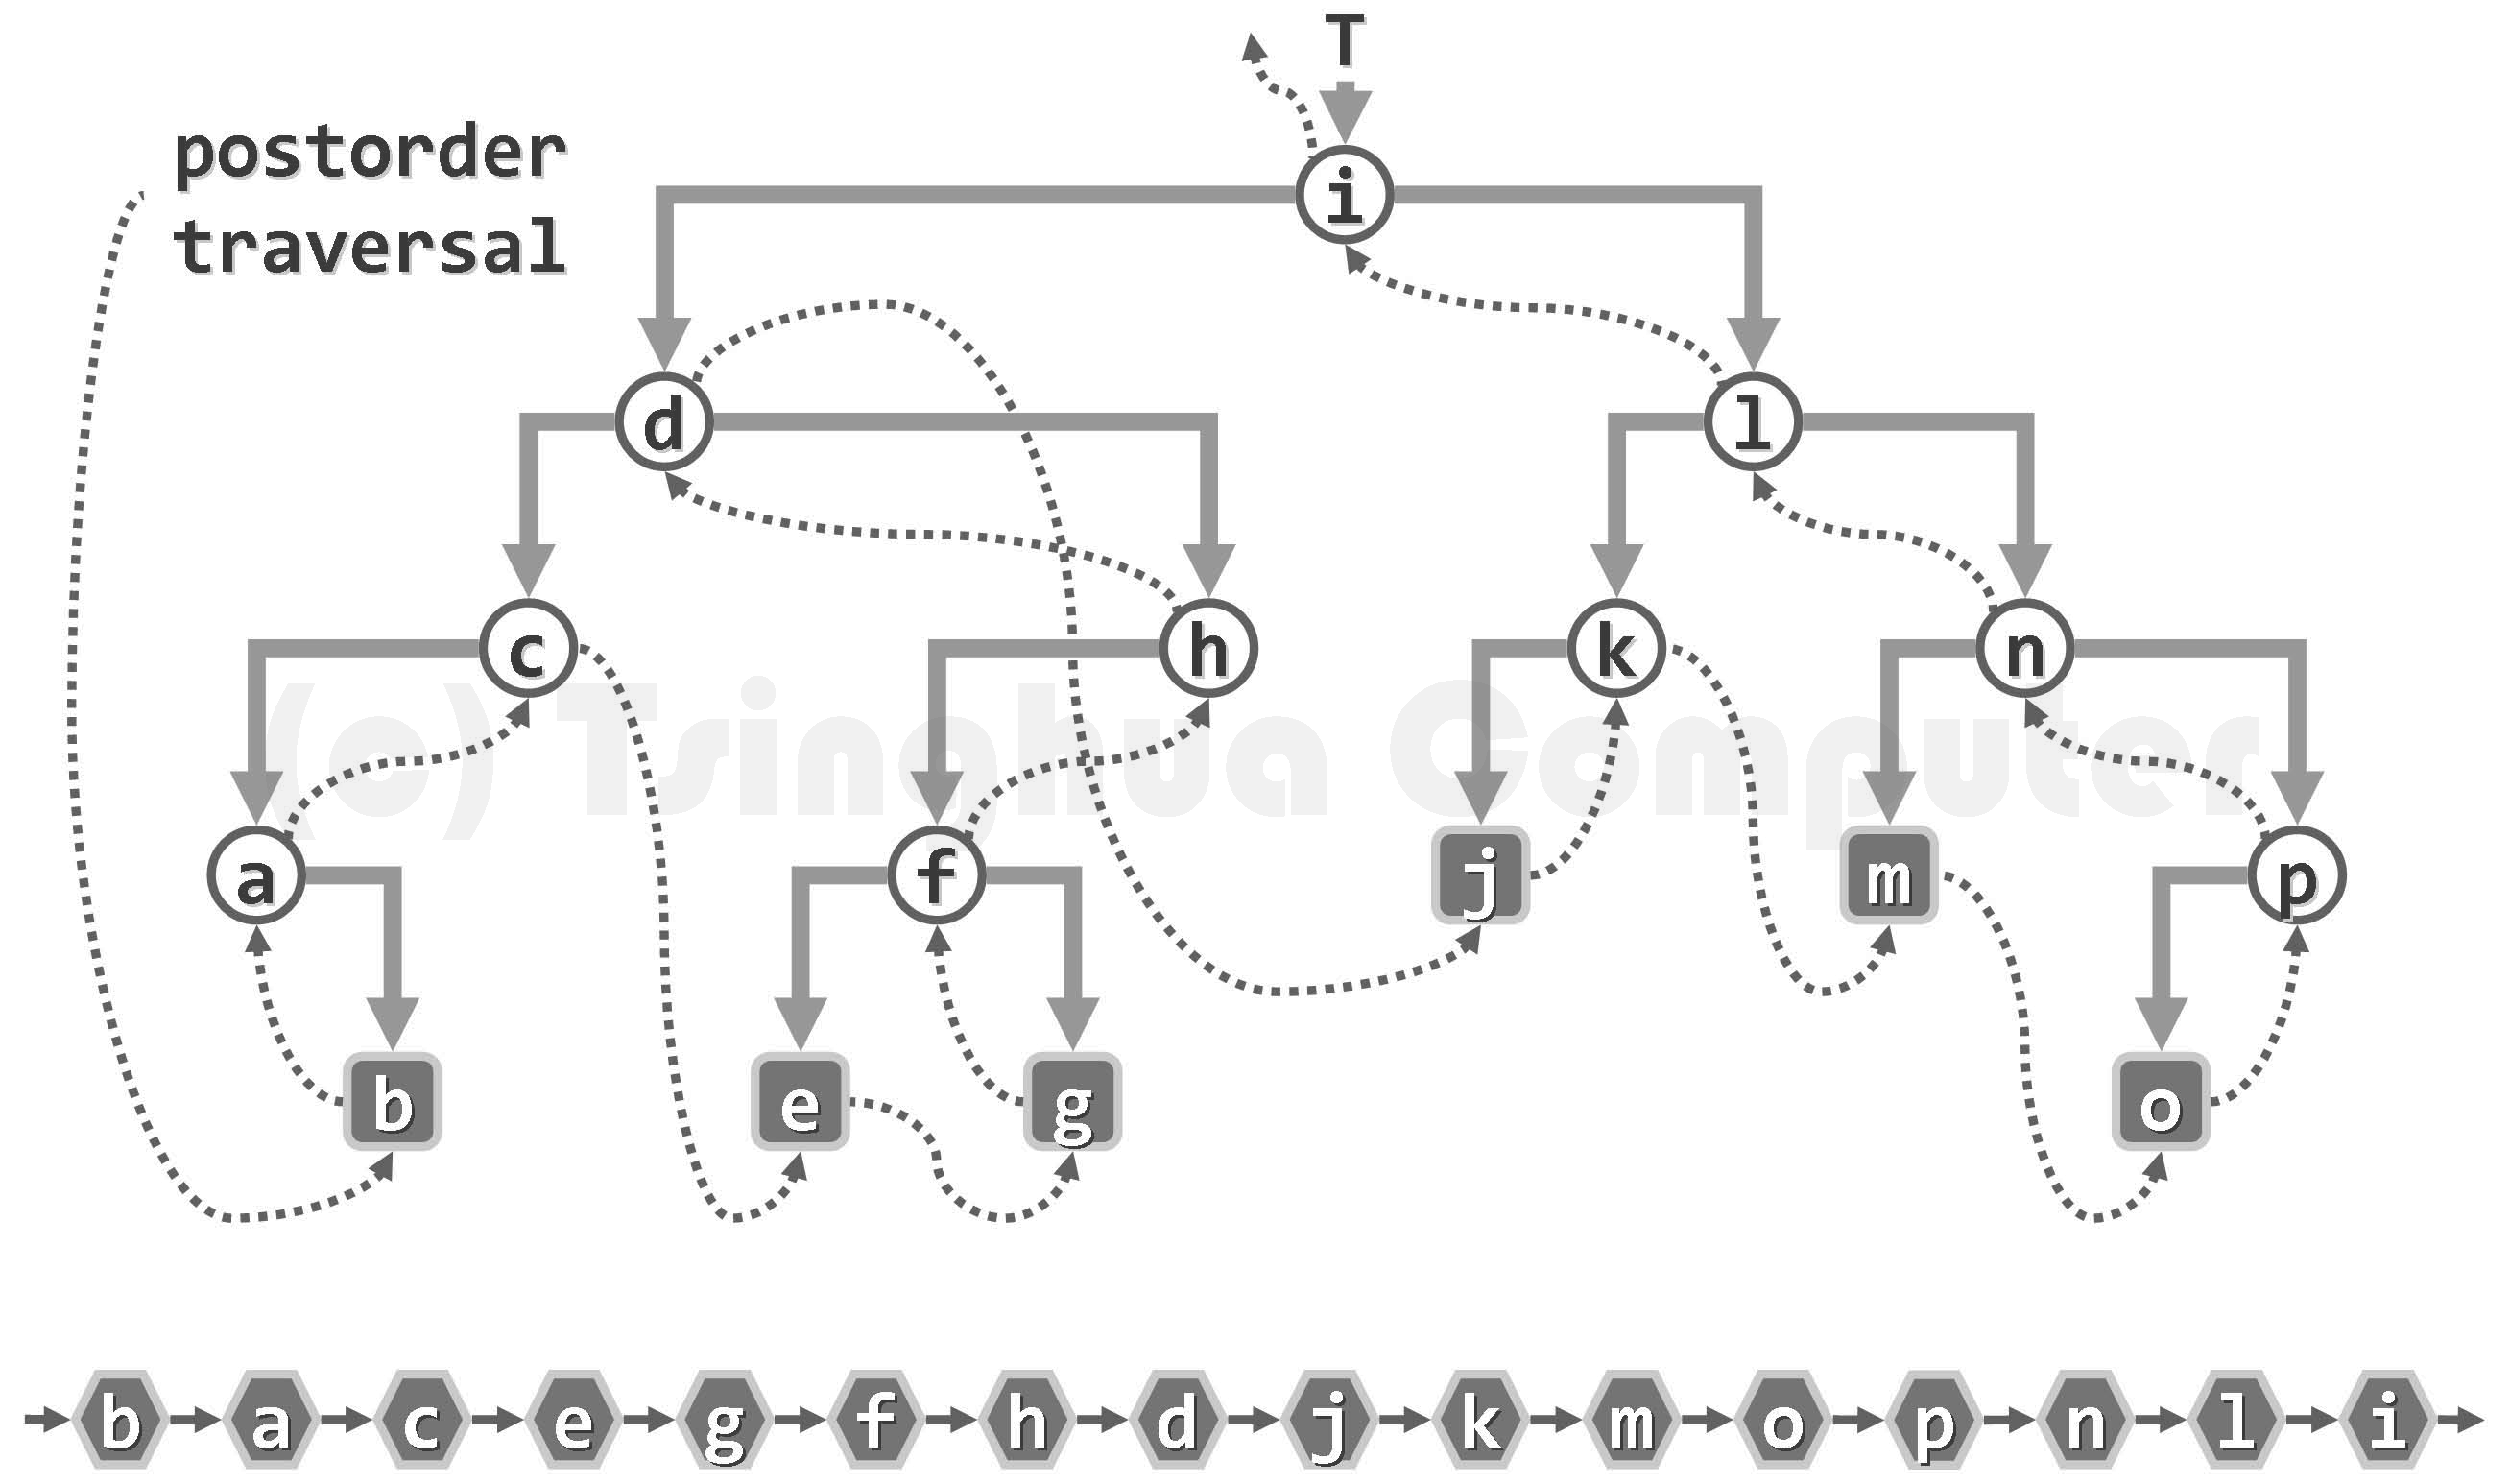 T
postorder
traversal
i
d l
c h k n
a f j m p
b e g o
(c) Tsinghua Computer
b a c e g f h d j k m o p n l i